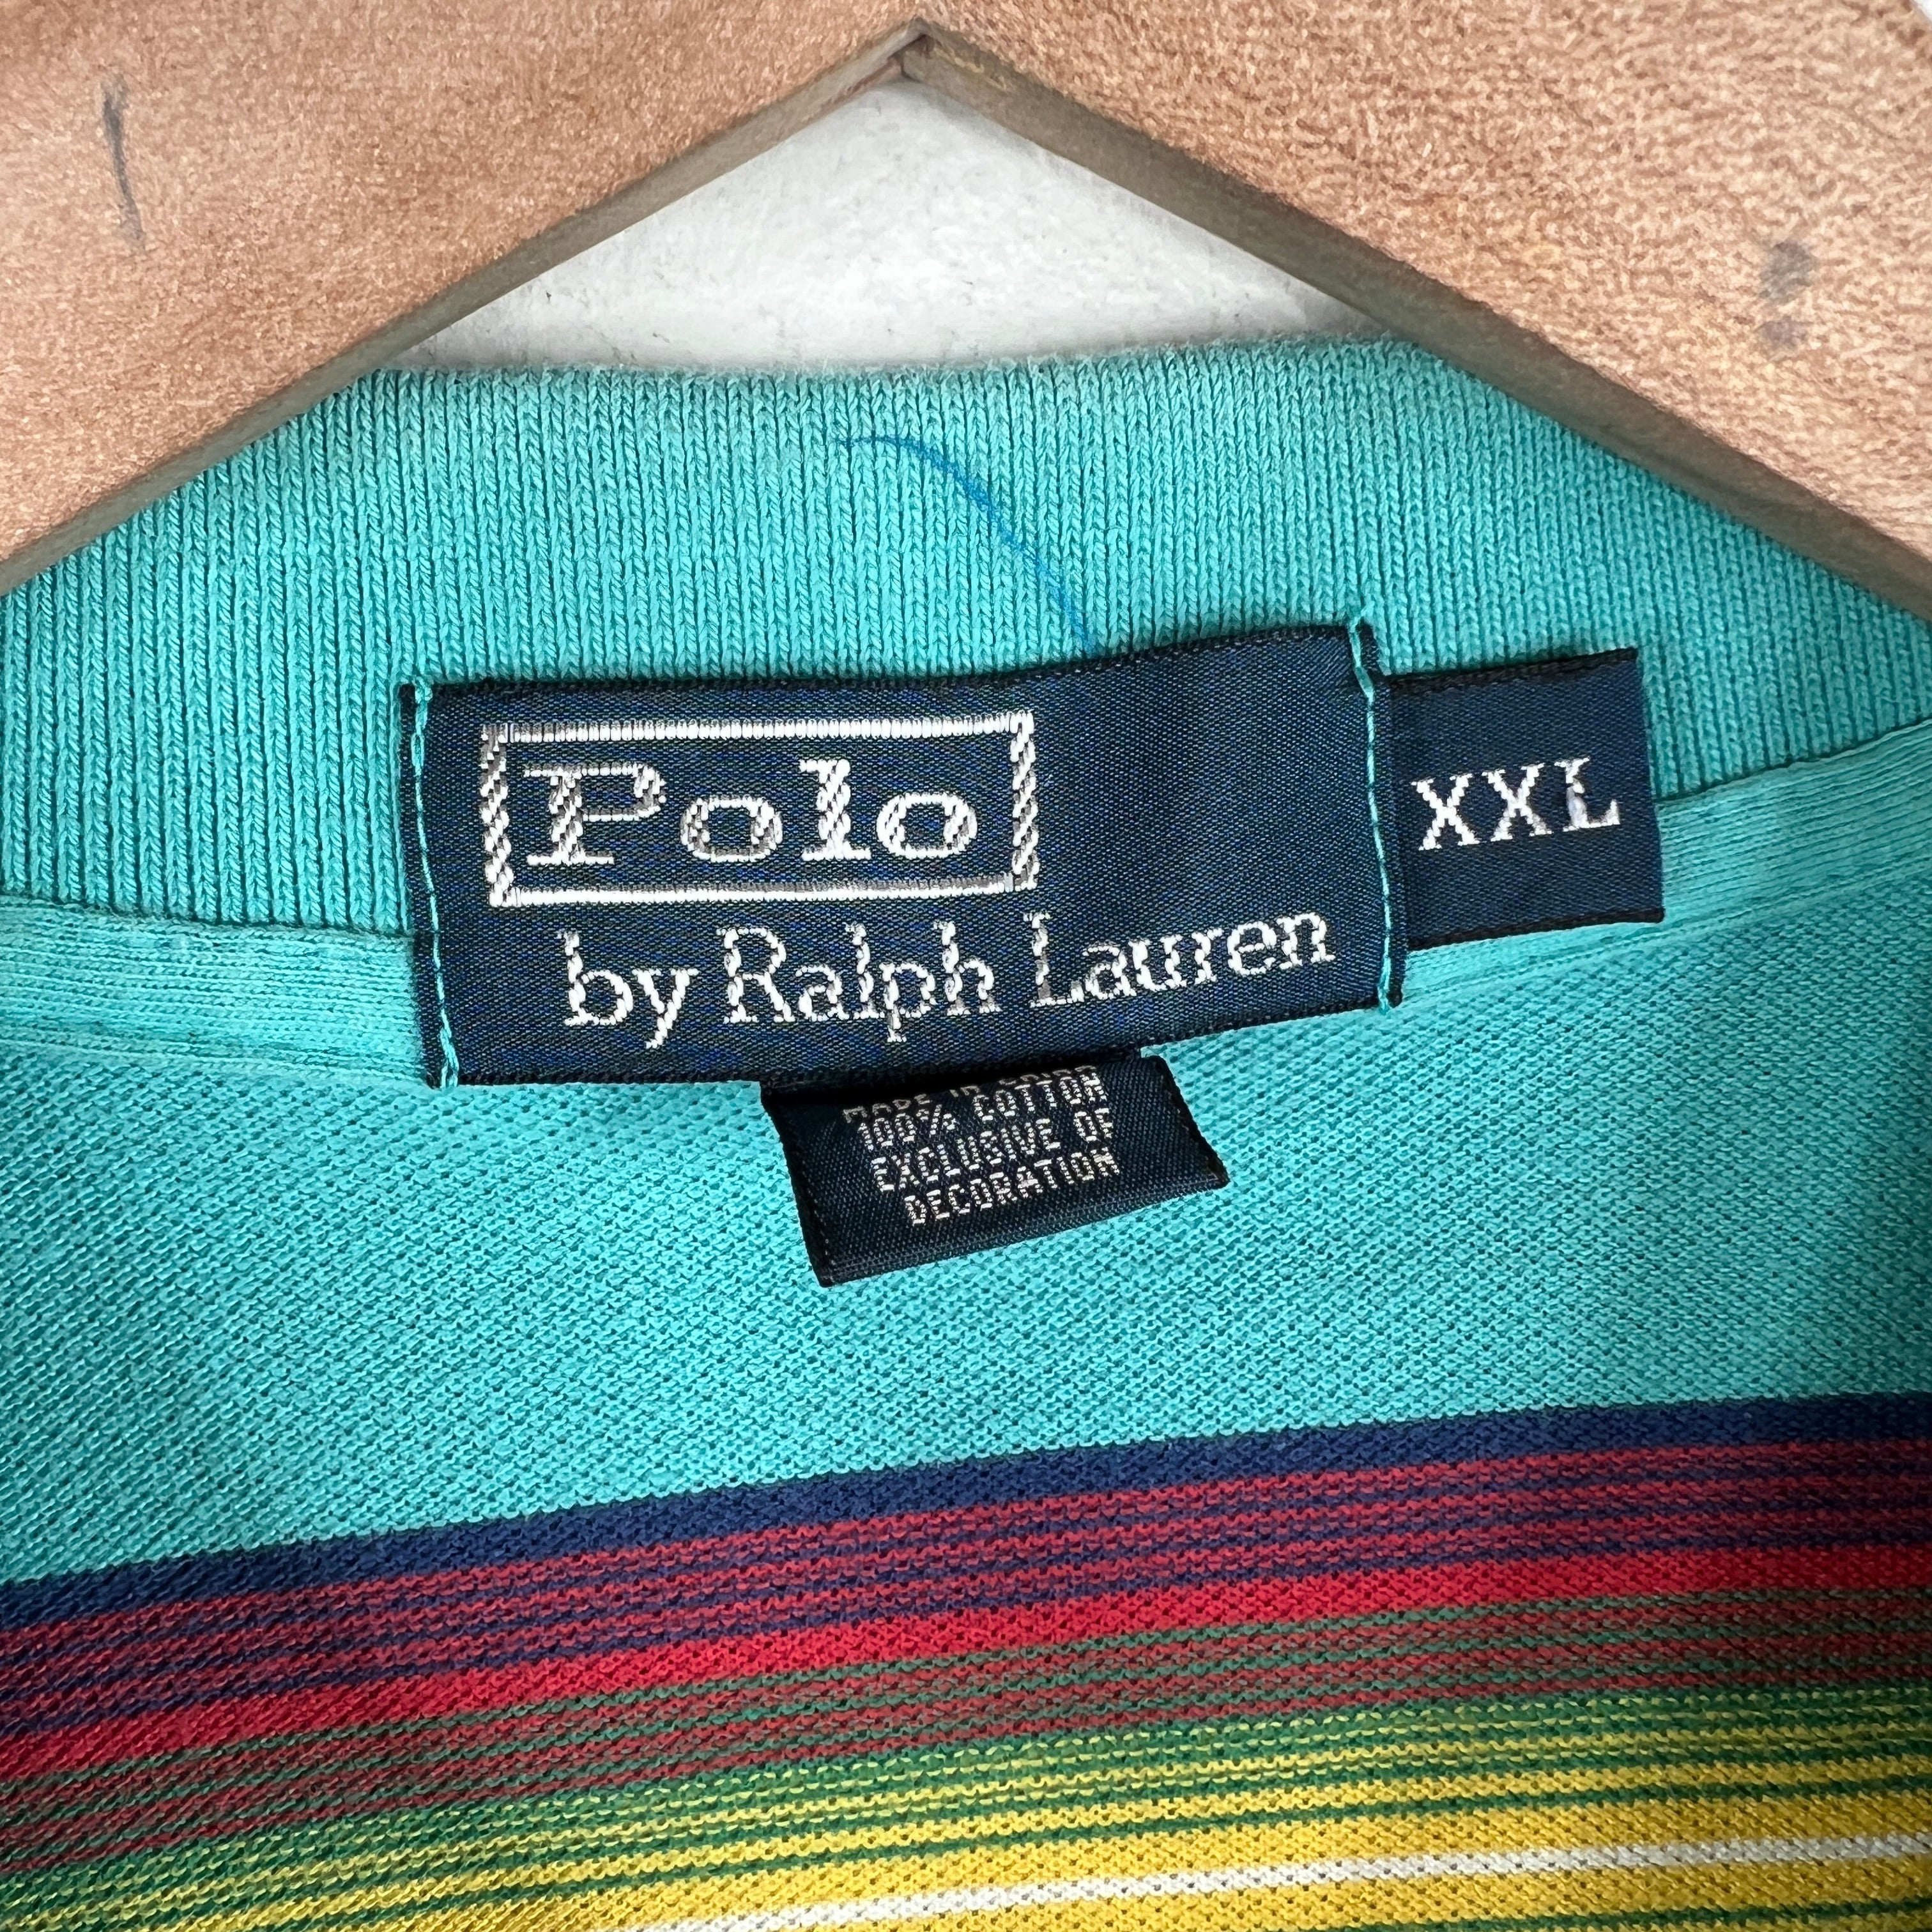 Polo
by Ralph Lauren
XXL
MADE IN
100% COTTON
EXCLUSIVE OF
DECORATION